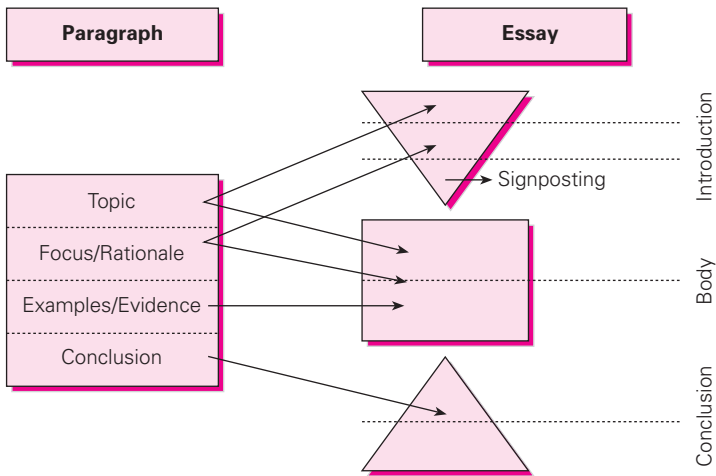 Paragraph
Essay
Introduction
Signposting
Topic
Focus/Rationale
Body
Examples/Evidence
Conclusion
Conclusion